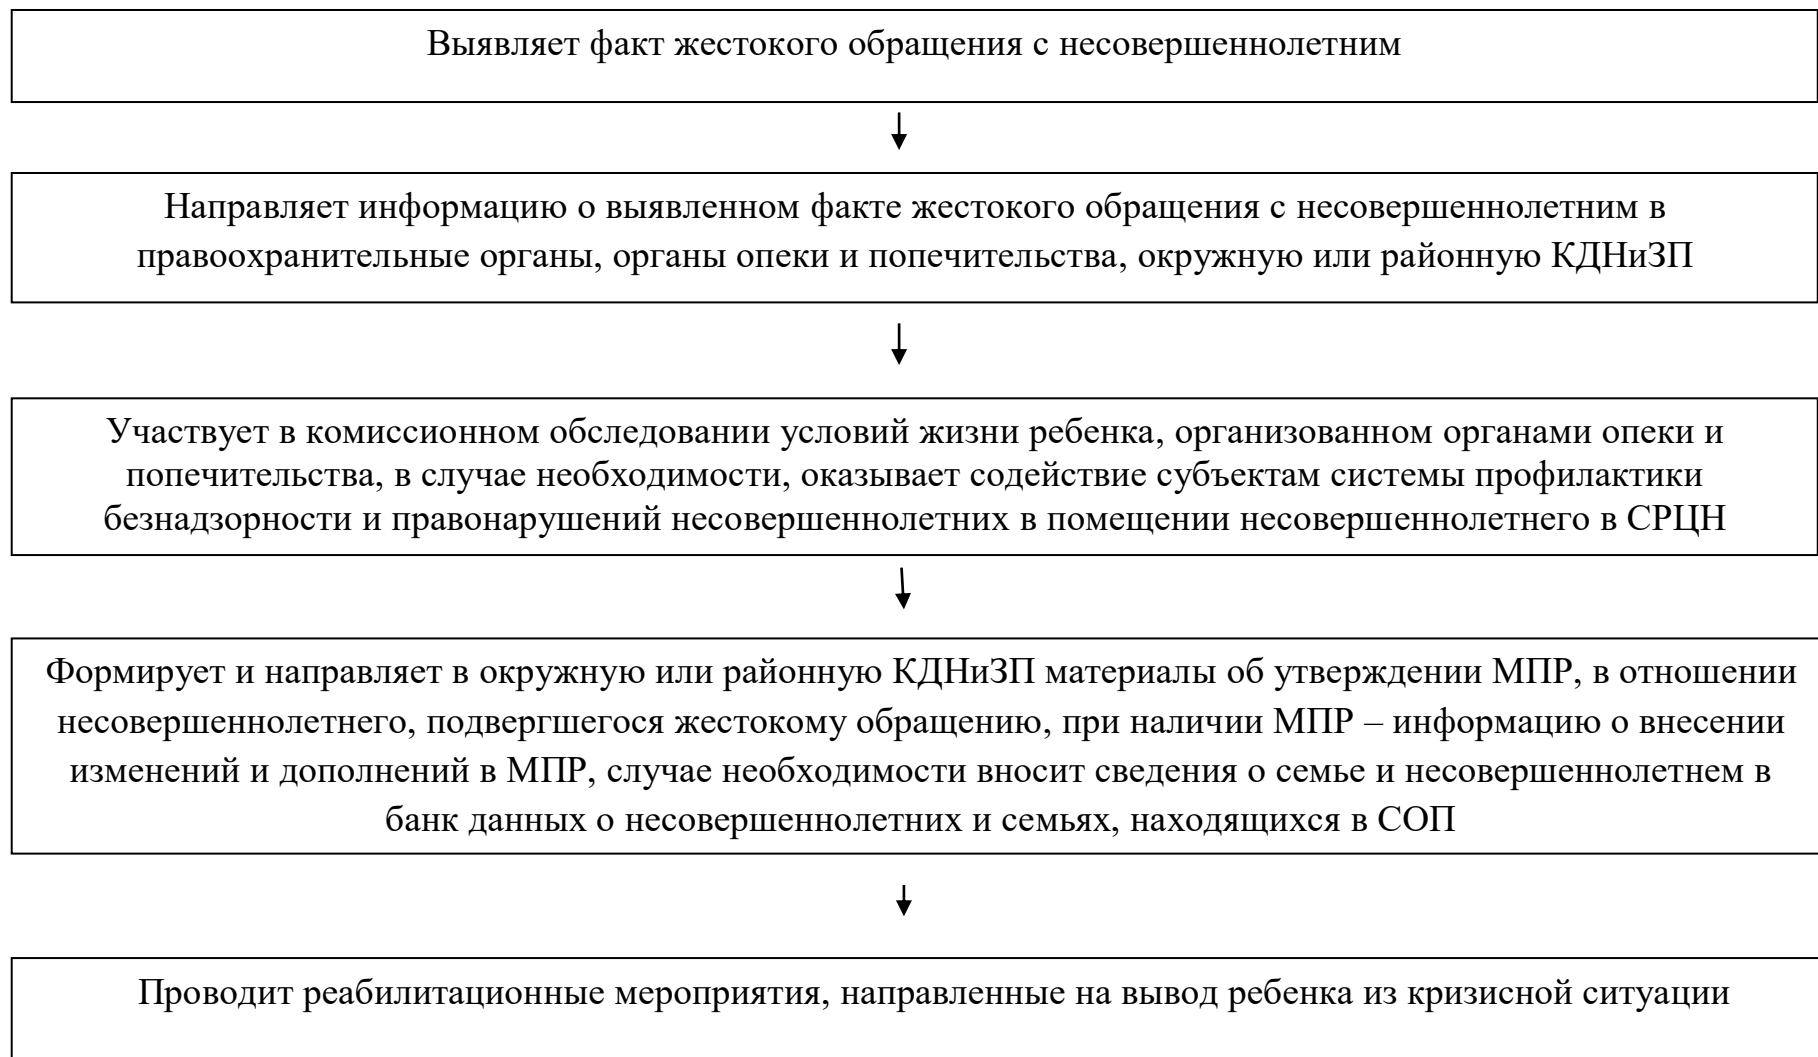 Выявляет факт жестокого обращения с несовершеннолетним
Направляет информацию о выявленном факте жестокого обращения с несовершеннолетним в
правоохранительные органы, органы опеки и попечительства, окружную или районную КДНиЗП
Участвует в комиссионном обследовании условий жизни ребенка, организованном органами опеки и
попечительства, в случае необходимости, оказывает содействие субъектам системы профилактики
безнадзорности и правонарушений несовершеннолетних в помещении несовершеннолетнего в СРЦН
Формирует и направляет в окружную или районную КДНиЗП материалы об утверждении МПР, в отношении
несовершеннолетнего, подвергшегося жестокому обращению, при наличии МПР – информацию о внесении
изменений и дополнений в МПР, случае необходимости вносит сведения о семье и несовершеннолетнем в
банк данных о несовершеннолетних и семьях, находящихся в СОП
Проводит реабилитационные мероприятия, направленные на вывод ребенка из кризисной ситуации